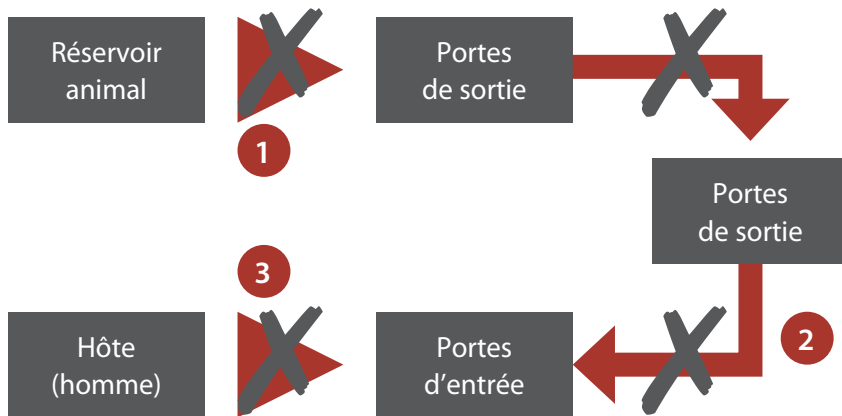 Réservoir
animal
Portes
de sortie
1
Portes
de sortie
2
3
Hôte
(homme)
Portes
d’entrée